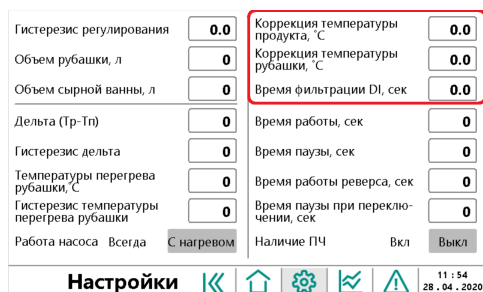 Гистерезис регулирования 0.0
Объем рубашки, л 0
Объем сырной ванны, л 0
Дельта (Тр-Тп) 0
Гистерезис дельта 0
Температуры перегрева
рубашки,°С 0
Гистерезис температуры
перегрева рубашки 0
Работа насоса Всегда С нагревом
Коррекция температуры
продукта, °С 0.0
Коррекция температуры
рубашки, °С 0.0
Время фильтрации DI, сек 0.0
Время работы, сек 0
Время паузы, сек 0
Время работы реверса, сек 0
Время паузы при переклю-
чении, сек 0
Наличие ПЧ Вкл Выкл
Настройки
11 : 54
28 . 04 . 2020